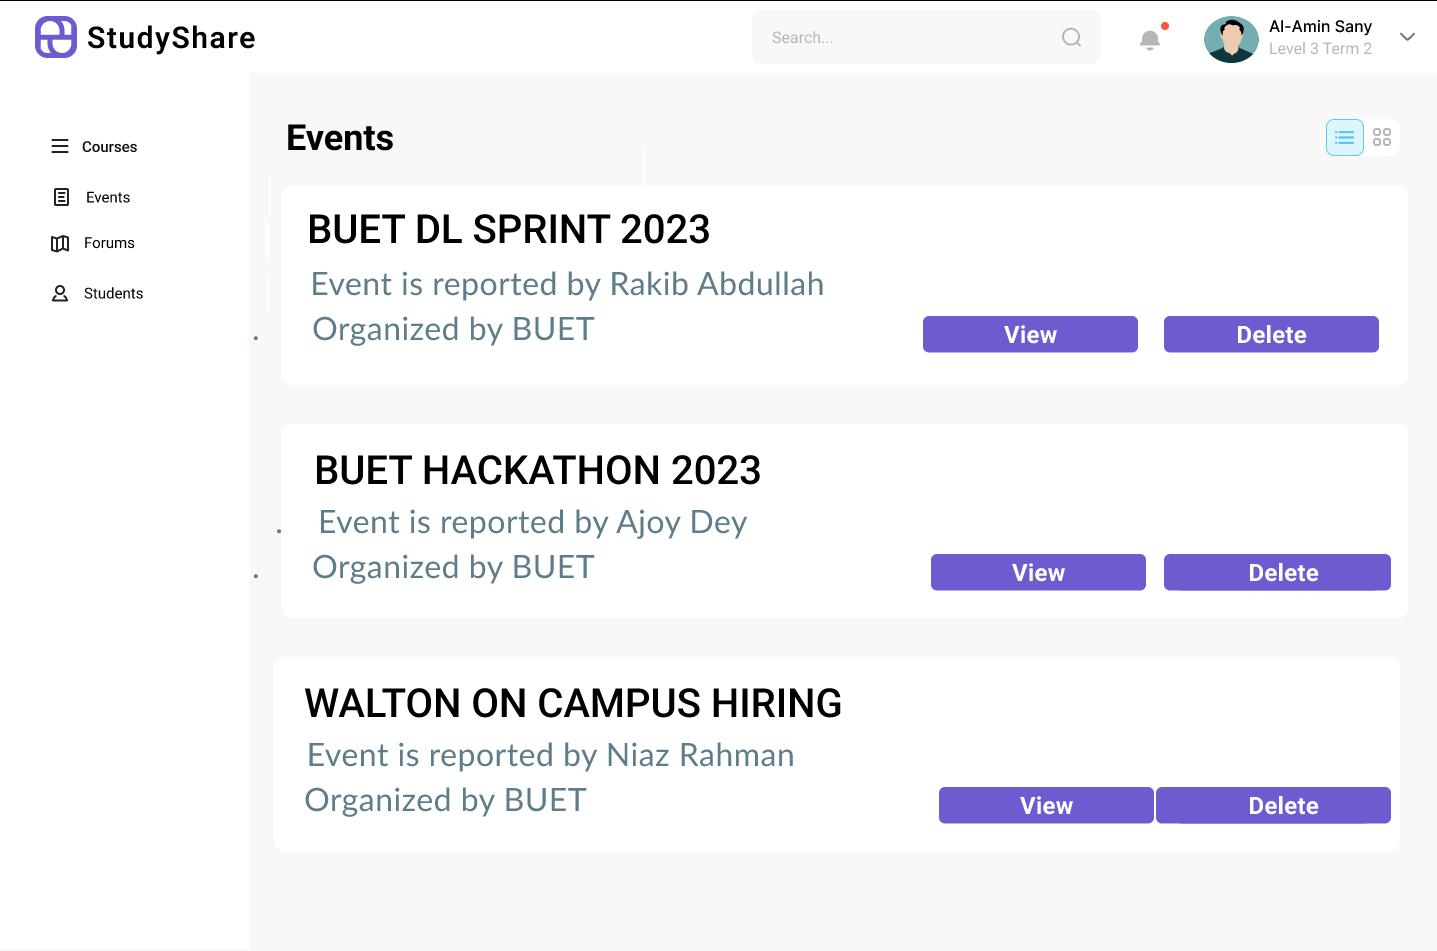 StudyShare
Search...
Al-Amin Sany
Level 3 Term 2
Courses
Events
Forums
Students
Events
BUET DL SPRINT 2023
Event is reported by Rakib Abdullah
. Organized by BUET
View
Delete
BUET HACKATHON 2023
. Event is reported by Ajoy Dey
. Organized by BUET
View
Delete
WALTON ON CAMPUS HIRING
Event is reported by Niaz Rahman
Organized by BUET
View
Delete